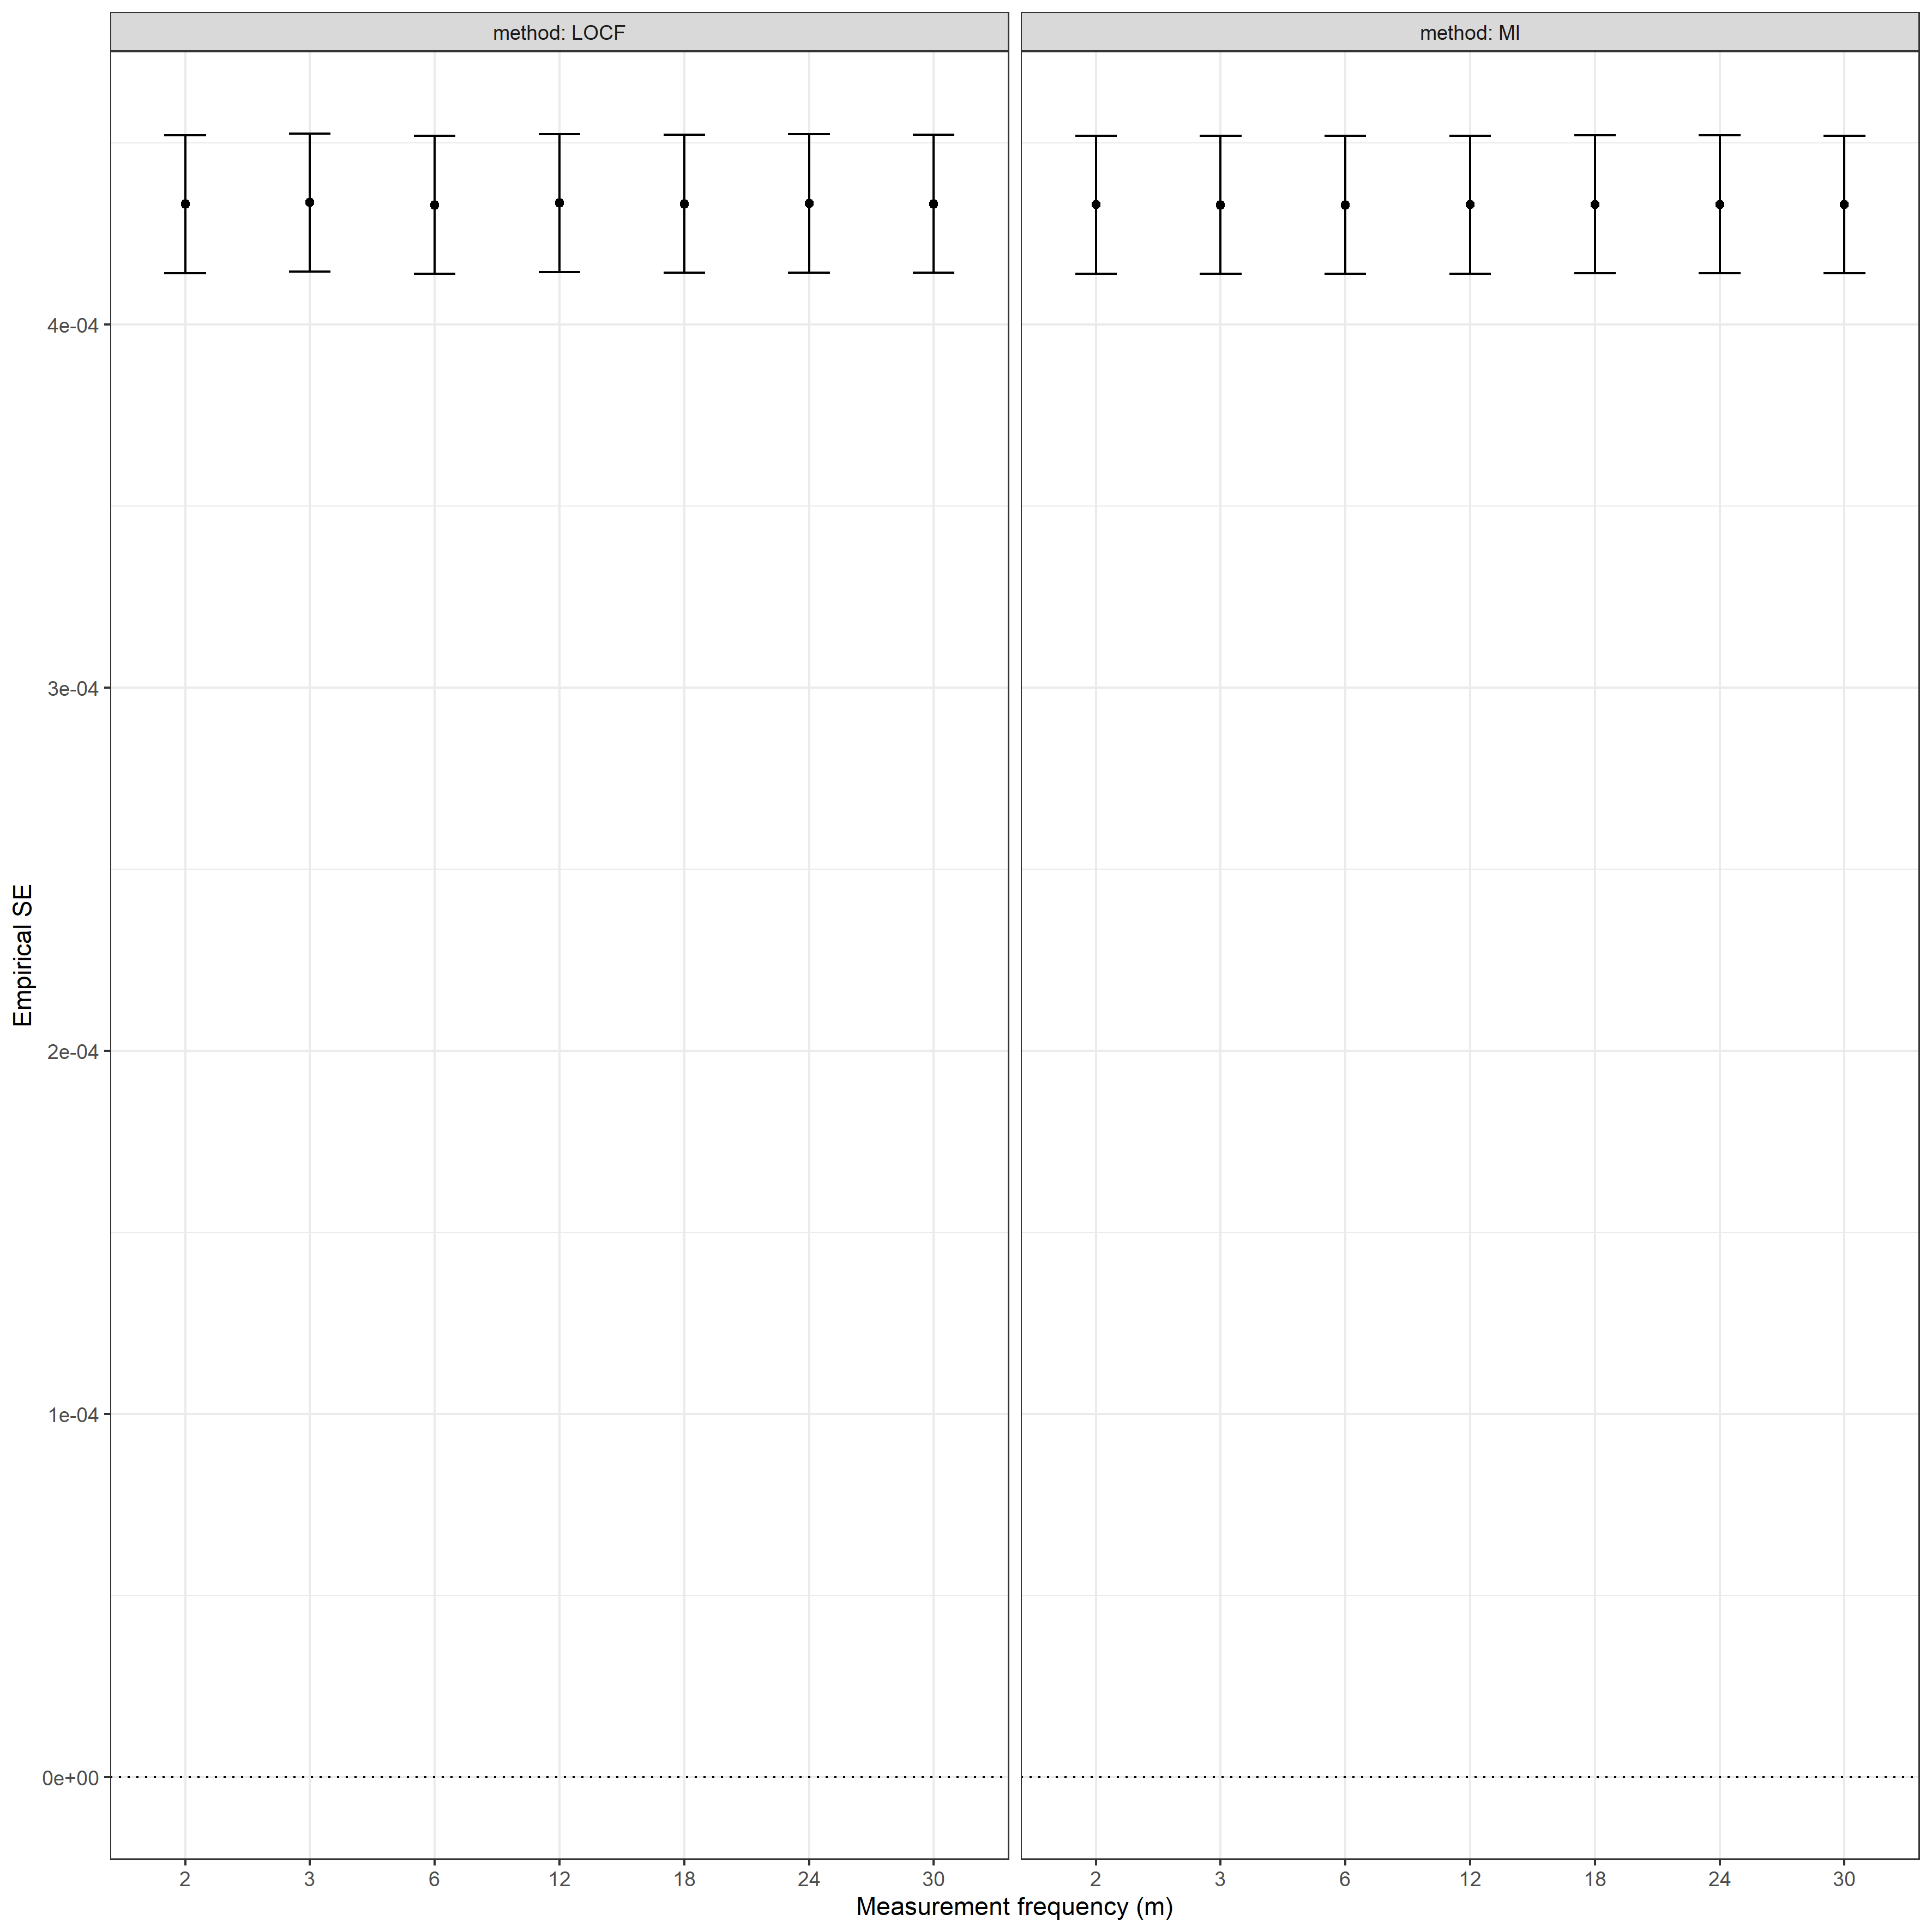 method: LOCF
method: MI
Empirical SE
4e-04
3e-04
2e-04
1e-04
0e+00
2 3 6 12 18 24 30
2 3 6 12 18 24 30
Measurement frequency (m)